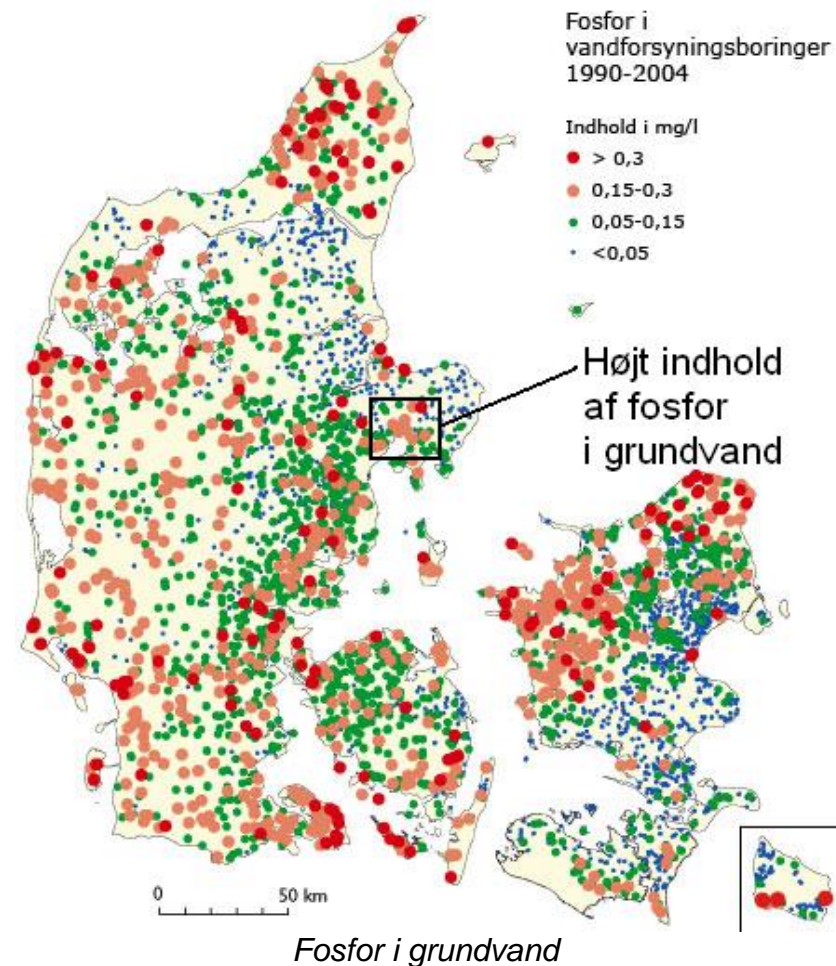 Fosfor i
vandforsyningsboringer
1990-2004
Indhold i mg/l
> 0,3
0,15-0,3
0,05-0,15
<0,05
Højt indhold
af fosfor
i grundvand
0 50 km
Fosfor i grundvand